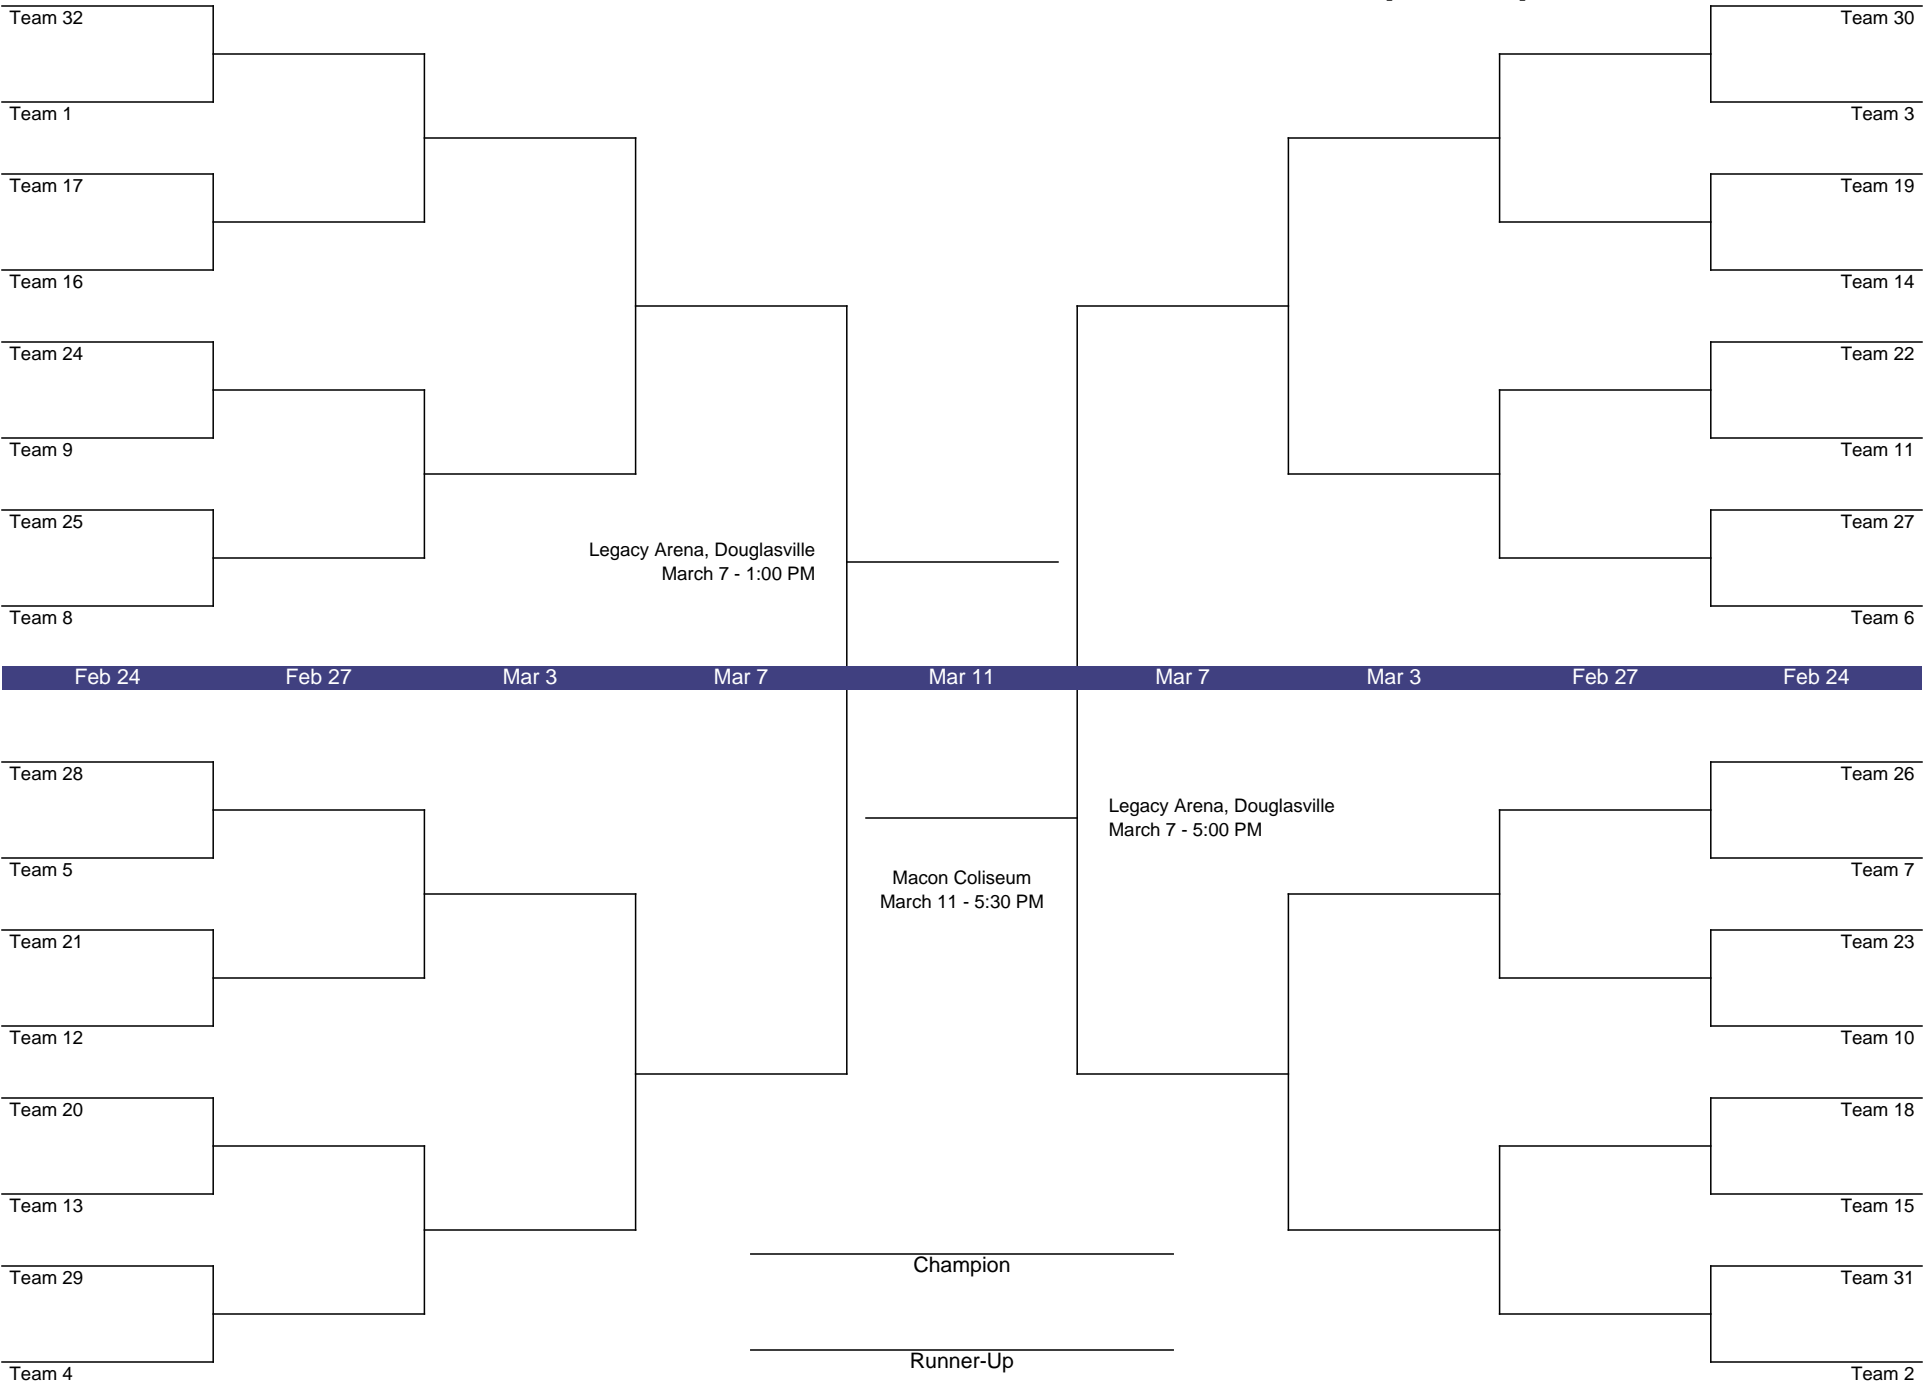 Team 32
Team 30
Team 1
Team 3
Team 17
Team 19
Team 16
Team 14
Team 24
Team 22
Team 9
Team 11
Team 25
Team 27
Legacy Arena, Douglasville
March 7 - 1:00 PM
Team 8
Team 6
Feb 24 Feb 27 Mar 3 Mar 7 Mar 11 Mar 7 Mar 3 Feb 27 Feb 24
Team 28
Team 26
Legacy Arena, Douglasville
March 7 - 5:00 PM
Team 5
Team 7
Macon Coliseum
March 11 - 5:30 PM
Team 21
Team 23
Team 12
Team 10
Team 20
Team 18
Team 13
Team 15
Champion
Team 29
Team 31
Runner-Up
Team 4
Team 2